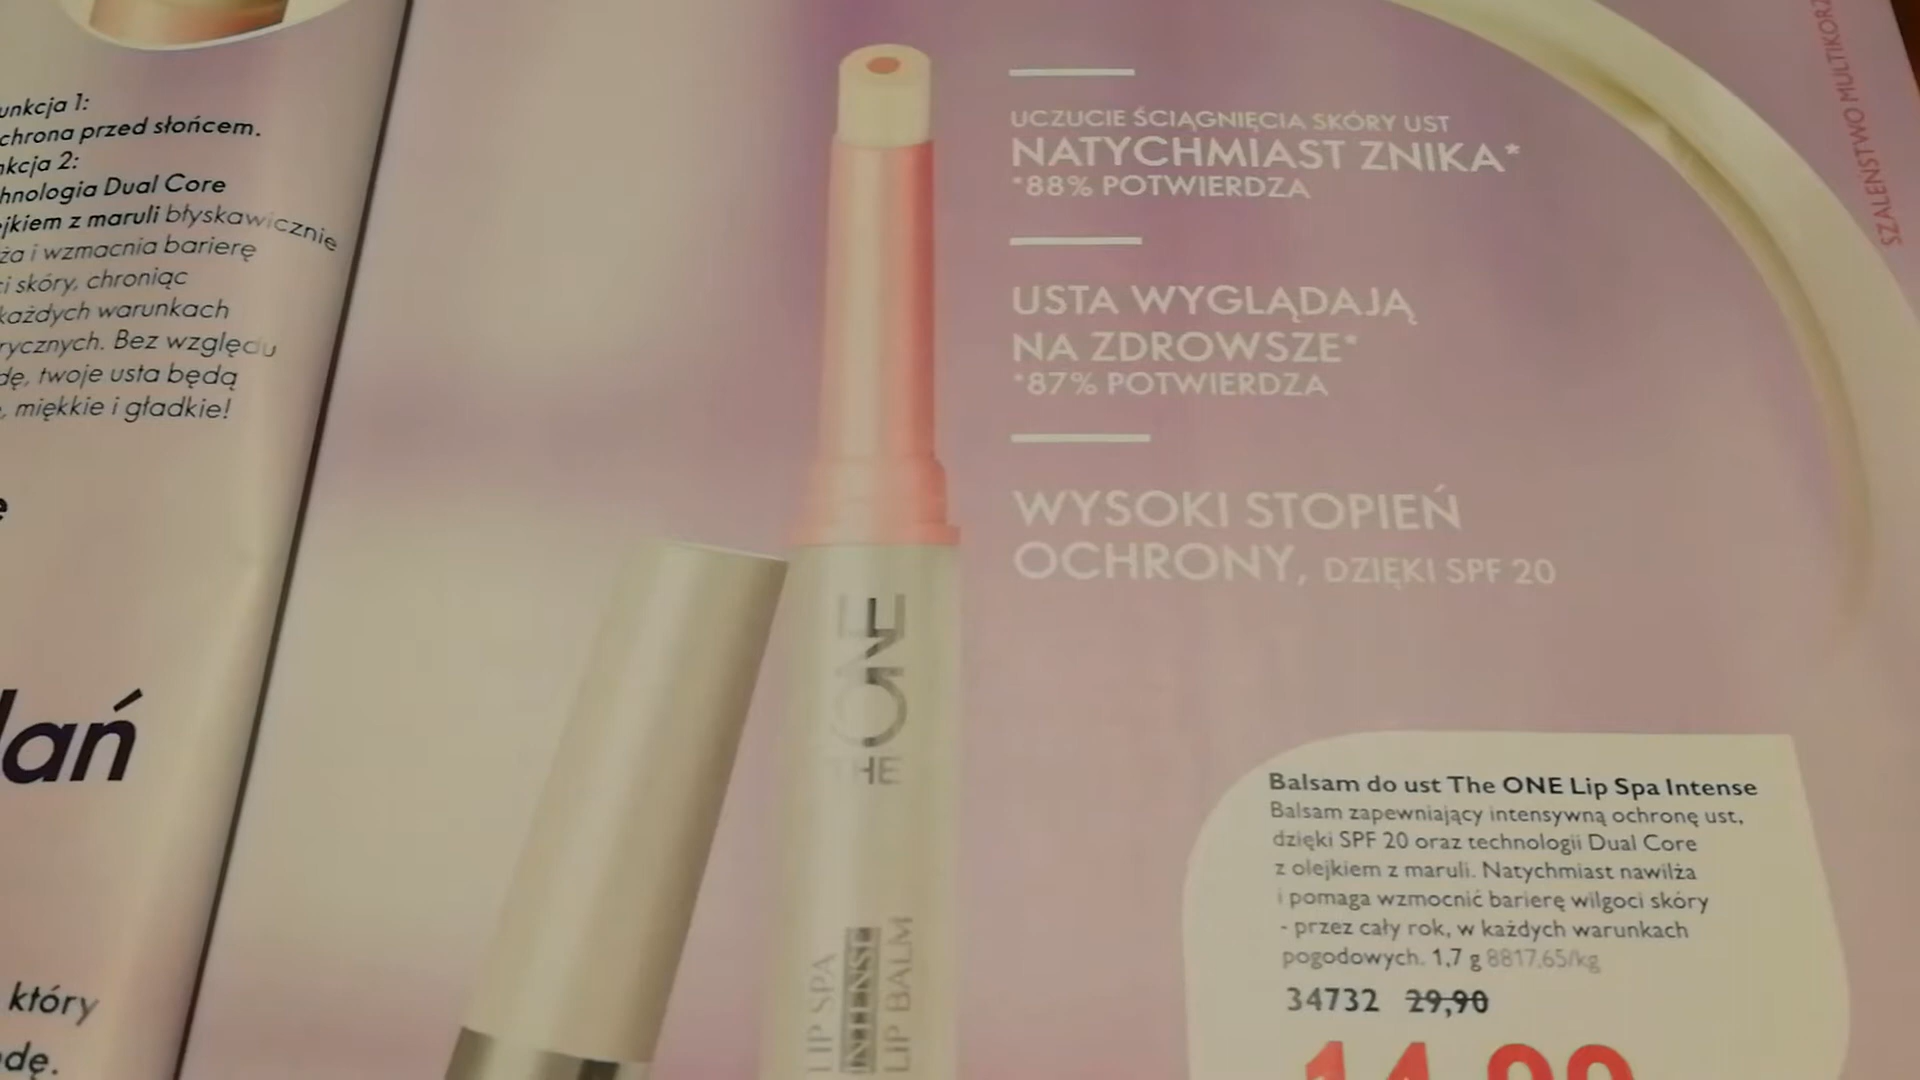 unkcja 1:
chrona przed słońcem.
nkcja 2:
hnologia Dual Core
ejkiem z maruli błyskawicznie
ża i wzmacnia barierę
ci skóry, chroniąc
każdych warunkach
rycznych. Bez względu
dę, twoje usta będą
, miękkie i gładkie!
lań
który
dę.
THE ONE
LIP SPA
INTENSE
LIP BALM
UCZUCIE ŚCIĄGNIĘCIA SKÓRY UST
NATYCHMIAST ZNIKA*
*88% POTWIERDZA
USTA WYGLĄDAJĄ
NA ZDROWSZE*
*87% POTWIERDZA
WYSOKI STOPIEŃ
OCHRONY, DZIĘKI SPF 20
SZALEŃSTWO MULTIKORZ
Balsam do ust The ONE Lip Spa Intense
Balsam zapewniający intensywną ochronę ust,
dzięki SPF 20 oraz technologii Dual Core
z olejkiem z maruli. Natychmiast nawilża
i pomaga wzmocnić barierę wilgoci skóry
- przez cały rok, w każdych warunkach
pogodowych. 1,7 g 8817,65/kg
34732 29,90
14,99